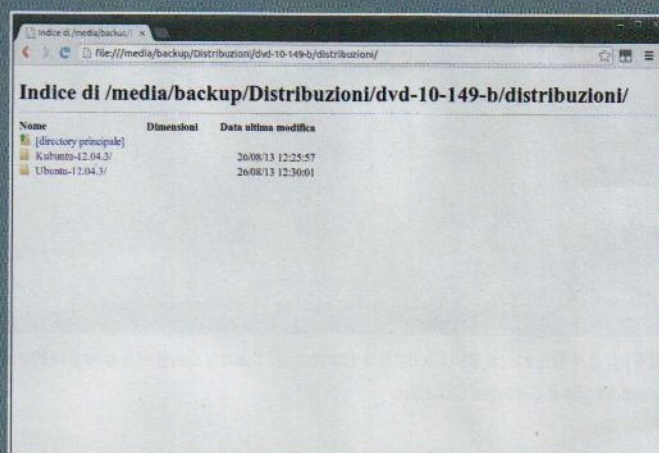 Indice di /media/backup/
file:///media/backup/Distribuzioni/dvd-10-149-b/distribuzioni/
Indice di /media/backup/Distribuzioni/dvd-10-149-b/distribuzioni/
Nome Dimensioni Data ultima modifica
[directory principale]
Kubuntu-12.04.3/ 26/08/13 12:25:57
Ubuntu-12.04.3/ 26/08/13 12:30:01